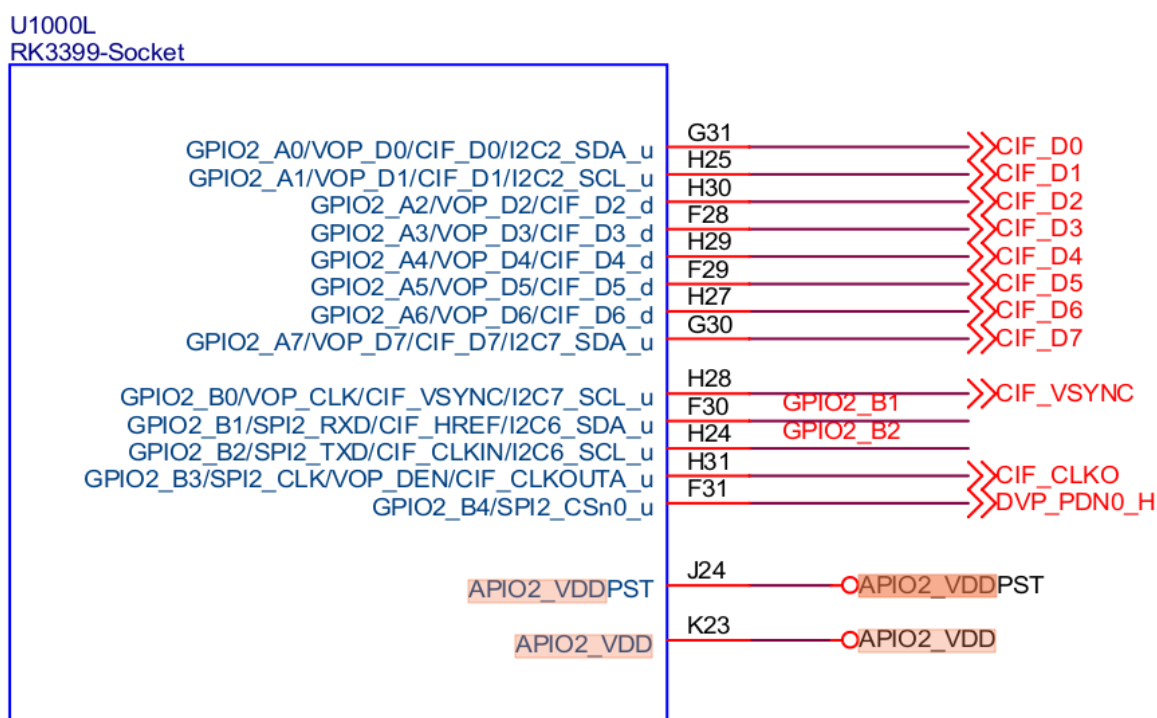 U1000L
RK3399-Socket
GPIO2_A0/VOP_D0/CIF_D0/I2C2_SDA_u G31 CIF_D0
GPIO2_A1/VOP_D1/CIF_D1/I2C2_SCL_u H25 CIF_D1
GPIO2_A2/VOP_D2/CIF_D2_d H30 CIF_D2
GPIO2_A3/VOP_D3/CIF_D3_d F28 CIF_D3
GPIO2_A4/VOP_D4/CIF_D4_d H29 CIF_D4
GPIO2_A5/VOP_D5/CIF_D5_d F29 CIF_D5
GPIO2_A6/VOP_D6/CIF_D6_d H27 CIF_D6
GPIO2_A7/VOP_D7/CIF_D7/I2C7_SDA_u G30 CIF_D7
GPIO2_B0/VOP_CLK/CIF_VSYNC/I2C7_SCL_u H28 CIF_VSYNC
GPIO2_B1/SPI2_RXD/CIF_HREF/I2C6_SDA_u F30 GPIO2_B1
GPIO2_B2/SPI2_TXD/CIF_CLKIN/I2C6_SCL_u H24 GPIO2_B2
GPIO2_B3/SPI2_CLK/VOP_DEN/CIF_CLKOUTA_u H31 CIF_CLKO
GPIO2_B4/SPI2_CSn0_u F31 DVP_PDN0_H
APIO2_VDDPST J24 APIO2_VDDPST
APIO2_VDD K23 APIO2_VDD